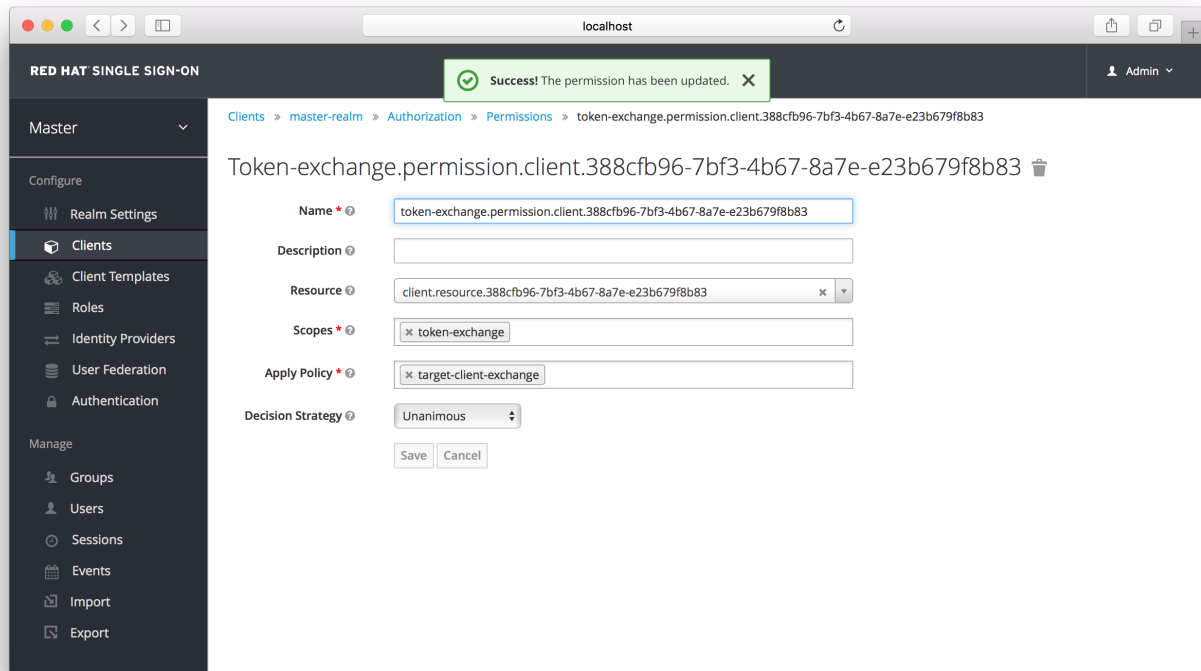 localhost
RED HAT SINGLE SIGN-ON
Success! The permission has been updated.
Admin
Master
Clients » master-realm » Authorization » Permissions » token-exchange.permission.client.388cfb96-7bf3-4b67-8a7e-e23b679f8b83
Token-exchange.permission.client.388cfb96-7bf3-4b67-8a7e-e23b679f8b83
Configure
Realm Settings
Clients
Client Templates
Roles
Identity Providers
User Federation
Authentication
Manage
Groups
Users
Sessions
Events
Import
Export
Name * token-exchange.permission.client.388cfb96-7bf3-4b67-8a7e-e23b679f8b83
Description
Resource client.resource.388cfb96-7bf3-4b67-8a7e-e23b679f8b83
Scopes * token-exchange
Apply Policy * target-client-exchange
Decision Strategy Unanimous
Save Cancel